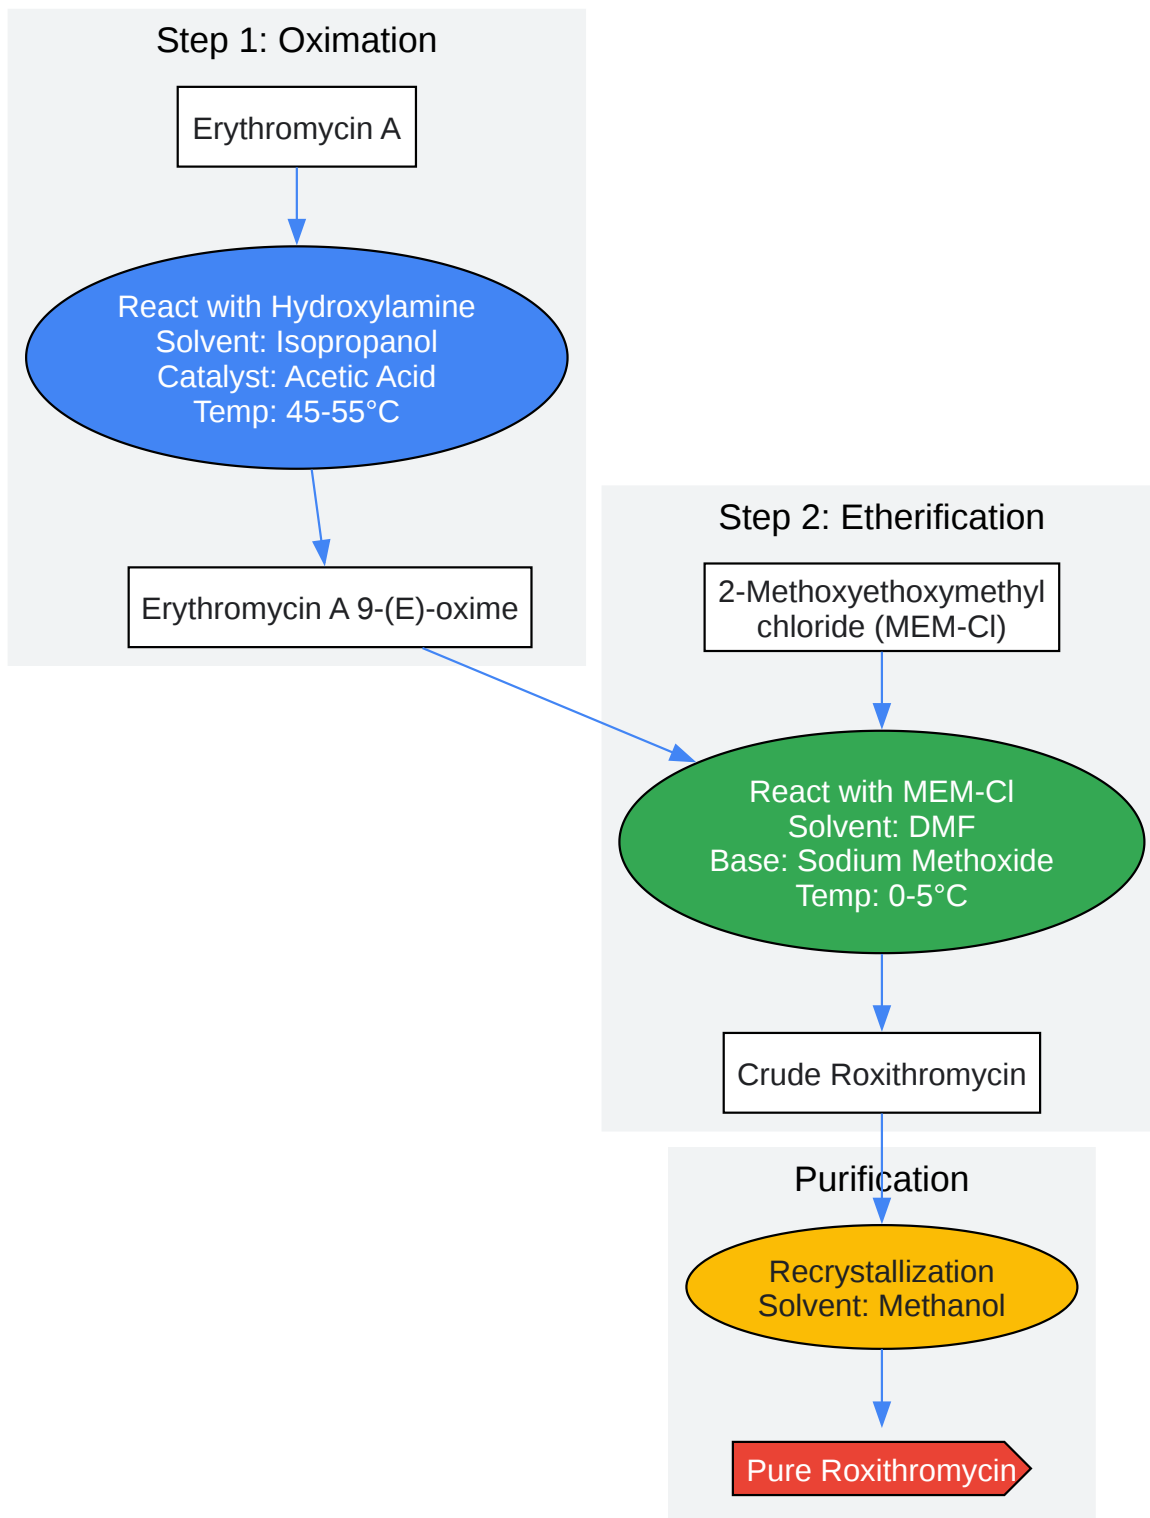 Step 1: Oximation
Erythromycin A
React with Hydroxylamine
Solvent: Isopropanol
Catalyst: Acetic Acid
Temp: 45-55°C
Erythromycin A 9-(E)-oxime
Step 2: Etherification
2-Methoxyethoxymethyl
chloride (MEM-Cl)
React with MEM-Cl
Solvent: DMF
Base: Sodium Methoxide
Temp: 0-5°C
Crude Roxithromycin
Purification
Recrystallization
Solvent: Methanol
Pure Roxithromycin